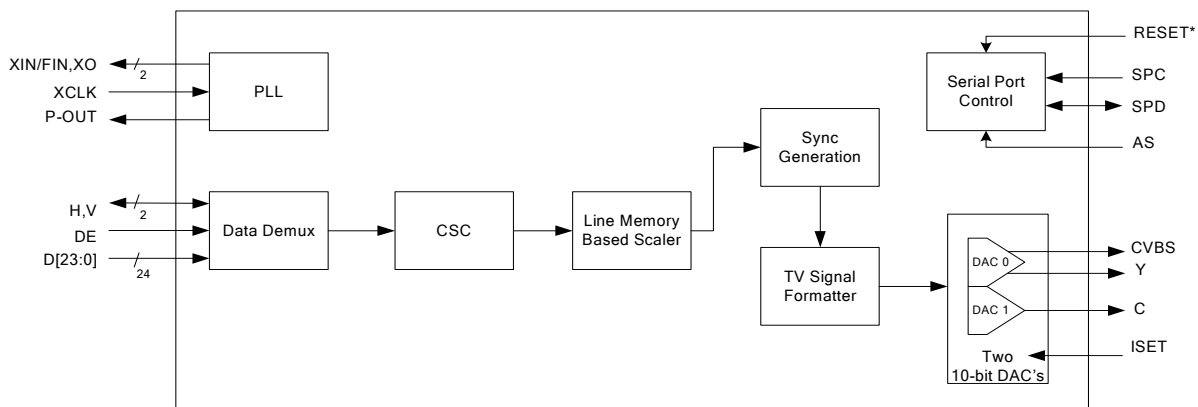 XIN/FIN,XO
2
XCLK
P-OUT
PLL
RESET*
Serial Port
Control
SPC
SPD
AS
Sync
Generation
H,V
2
DE
D[23:0]
24
Data Demux
CSC
Line Memory
Based Scaler
TV Signal
Formatter
DAC 0
DAC 1
Two
10-bit DAC's
CVBS
Y
C
ISET